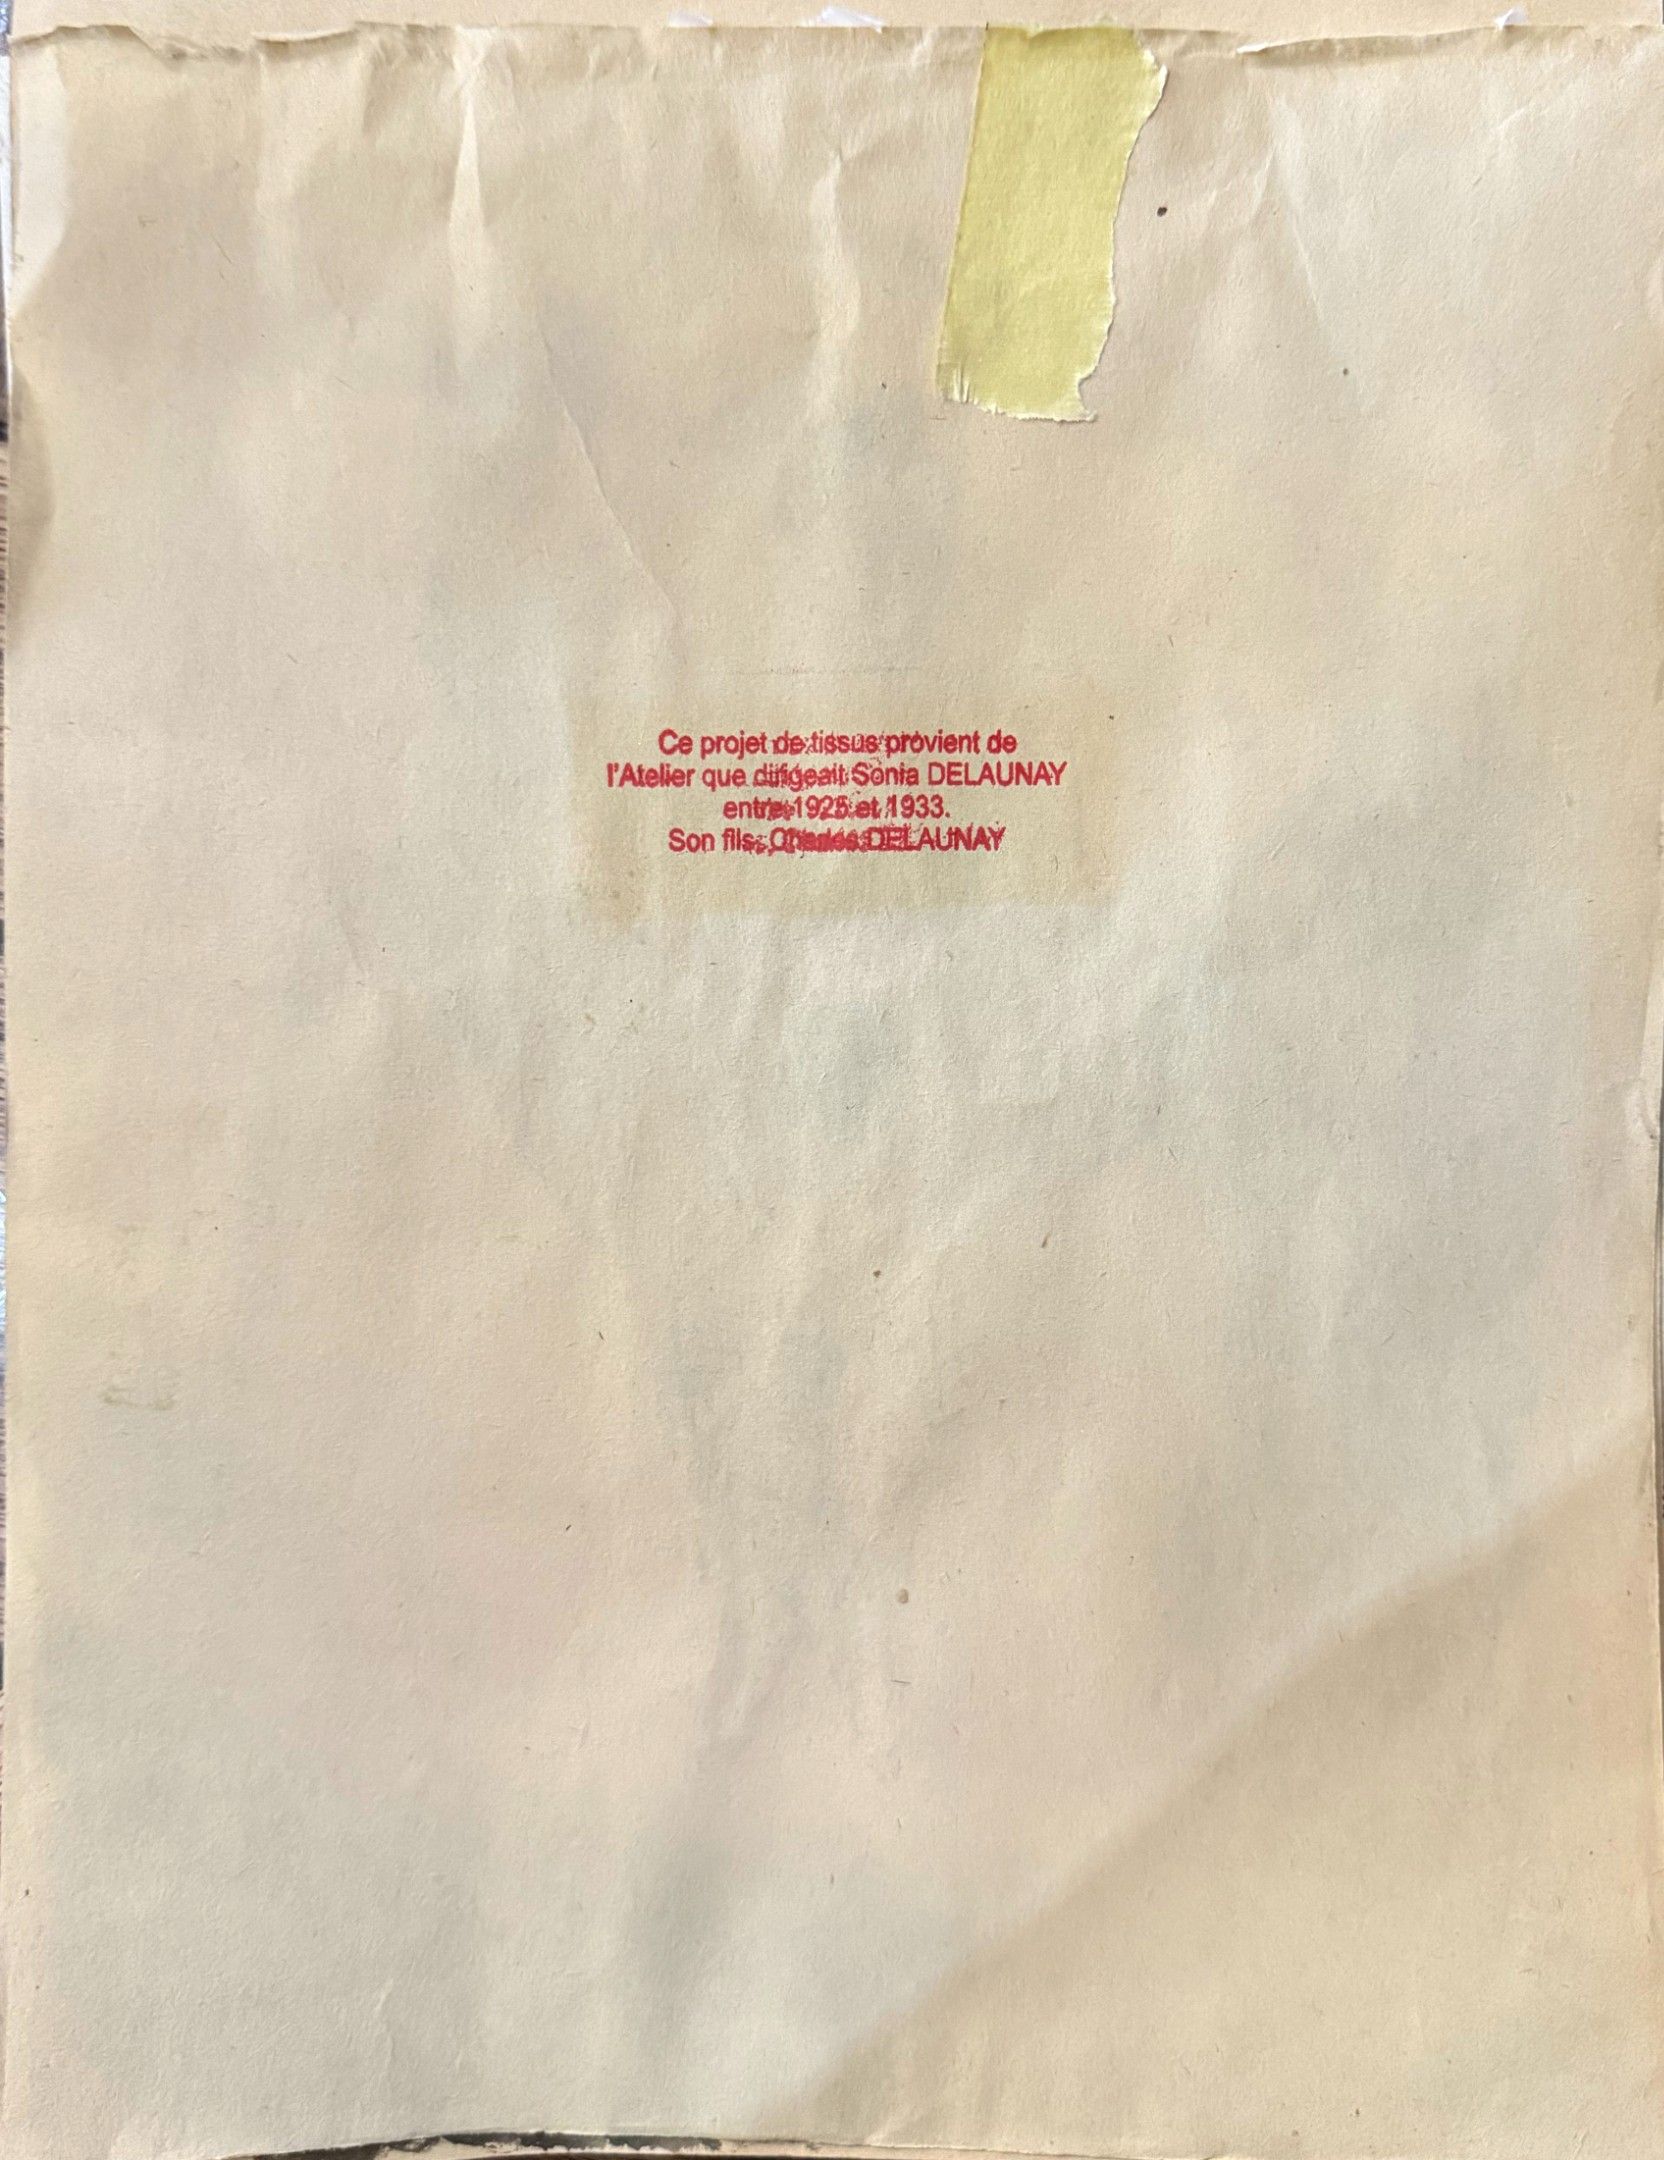 Ce projet de tissus provient de
l'Atelier que dirigeait Sonia DELAUNAY
entre 1925 et 1933.
Son fils, Charles DELAUNAY